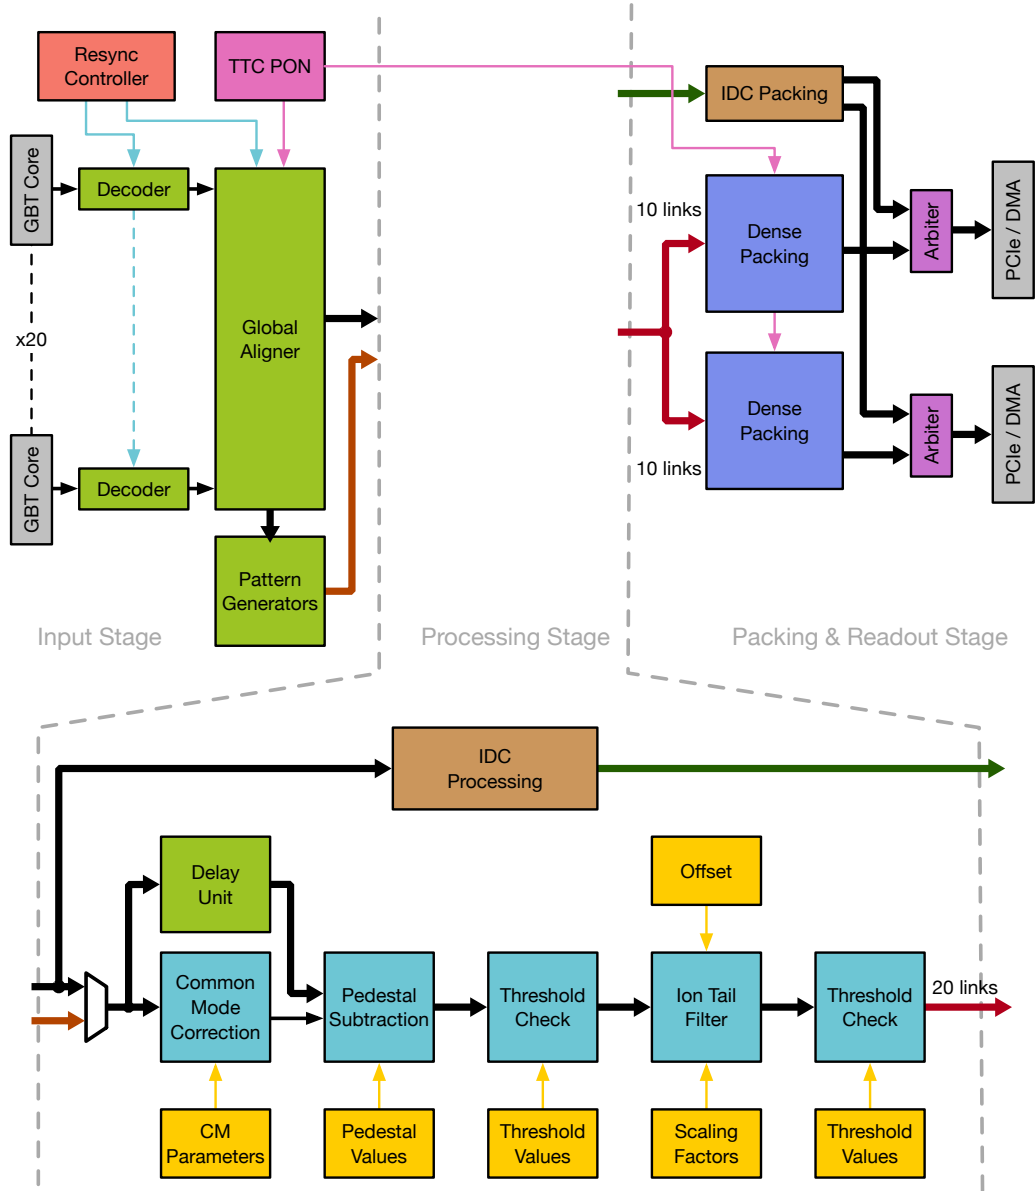 Resync
Controller
TTC PON
IDC Packing
GBT Core
Decoder
10 links
Dense
Packing
Arbiter
PCIe / DMA
x20
Global
Aligner
Dense
Packing
Arbiter
PCIe / DMA
10 links
GBT Core
Decoder
Pattern
Generators
Input Stage
Processing Stage
Packing & Readout Stage
IDC
Processing
Delay
Unit
Offset
Common
Mode
Correction
Pedestal
Subtraction
Threshold
Check
Ion Tail
Filter
Threshold
Check
20 links
CM
Parameters
Pedestal
Values
Threshold
Values
Scaling
Factors
Threshold
Values